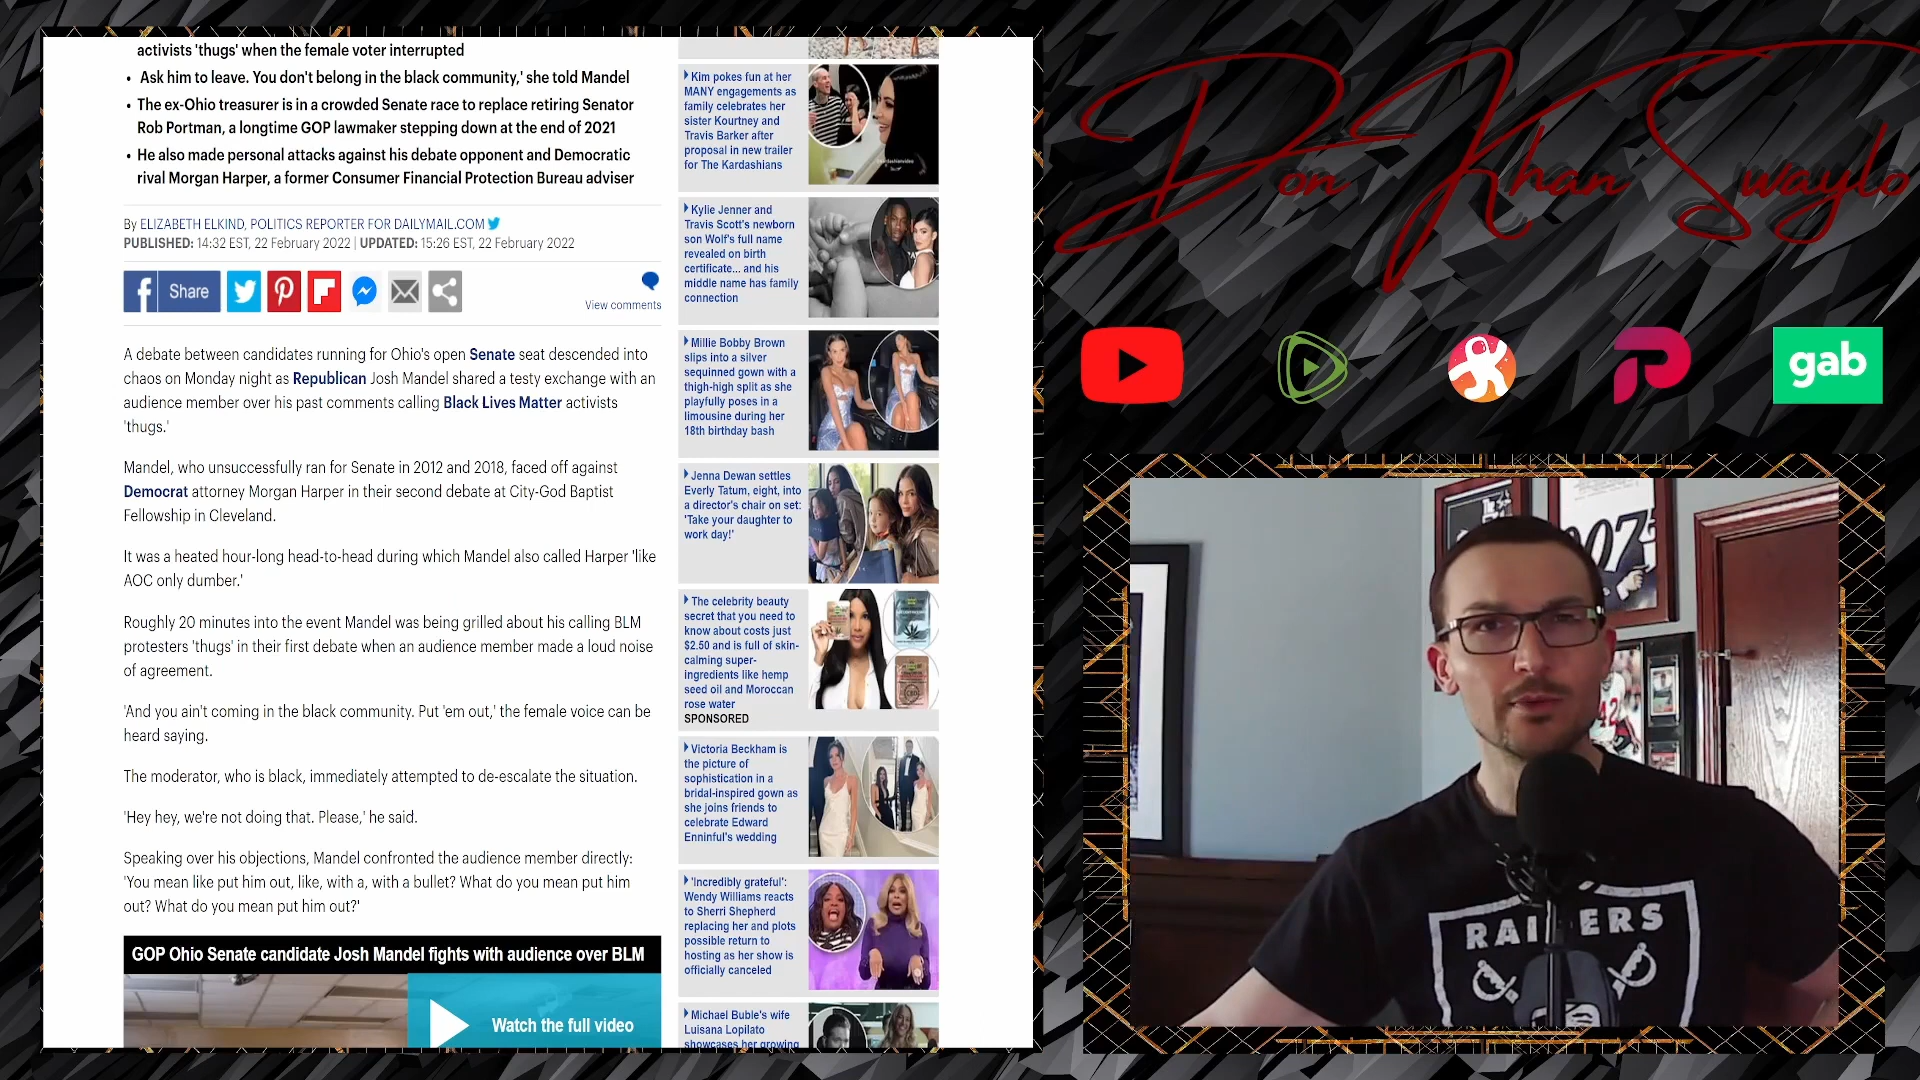 activists 'thugs' when the female voter interrupted
• Ask him to leave. You don't belong in the black community,' she told Mandel
• The ex-Ohio treasurer is in a crowded Senate race to replace retiring Senator
Rob Portman, a longtime GOP lawmaker stepping down at the end of 2021
• He also made personal attacks against his debate opponent and Democratic
rival Morgan Harper, a former Consumer Financial Protection Bureau adviser
By ELIZABETH ELKIND, POLITICS REPORTER FOR DAILYMAIL.COM
PUBLISHED: 14:32 EST, 22 February 2022 | UPDATED: 15:26 EST, 22 February 2022
Share
View comments
A debate between candidates running for Ohio's open Senate seat descended into
chaos on Monday night as Republican Josh Mandel shared a testy exchange with an
audience member over his past comments calling Black Lives Matter activists
'thugs.'
Mandel, who unsuccessfully ran for Senate in 2012 and 2018, faced off against
Democrat attorney Morgan Harper in their second debate at City-God Baptist
Fellowship in Cleveland.
It was a heated hour-long head-to-head during which Mandel also called Harper 'like
AOC only dumber.'
Roughly 20 minutes into the event Mandel was being grilled about his calling BLM
protesters 'thugs' in their first debate when an audience member made a loud noise
of agreement.
'And you ain't coming in the black community. Put 'em out,' the female voice can be
heard saying.
The moderator, who is black, immediately attempted to de-escalate the situation.
'Hey hey, we're not doing that. Please,' he said.
Speaking over his objections, Mandel confronted the audience member directly:
'You mean like put him out, like, with a, with a bullet? What do you mean put him
out? What do you mean put him out?'
GOP Ohio Senate candidate Josh Mandel fights with audience over BLM
Watch the full video
Kim pokes fun at her
MANY engagements as
family celebrates her
sister Kourtney and
Travis Barker after
proposal in new trailer
for The Kardashians
Kylie Jenner and
Travis Scott's newborn
son Wolf's full name
revealed on birth
certificate... and his
middle name has family
connection
Millie Bobby Brown
slips into a silver
sequinned gown with a
thigh-high split as she
playfully poses in a
limousine during her
18th birthday bash
Jenna Dewan settles
Everly Tatum, eight, into
a director's chair on set:
'Take your daughter to
work day!'
The celebrity beauty
secret that you need to
know about costs just
$2.50 and is full of skin-
calming super-
ingredients like hemp
seed oil and Moroccan
rose water
SPONSORED
Victoria Beckham is
the picture of
sophistication in a
bridal-inspired gown as
she joins friends to
celebrate Edward
Enninful's wedding
'Incredibly grateful':
Wendy Williams reacts
to Sherri Shepherd
replacing her and plots
possible return to
hosting as her show is
officially canceled
Michael Buble's wife
Luisana Lopilato
showcases her growing
Don Khan Swaylo
gab
007
42
RAIDERS